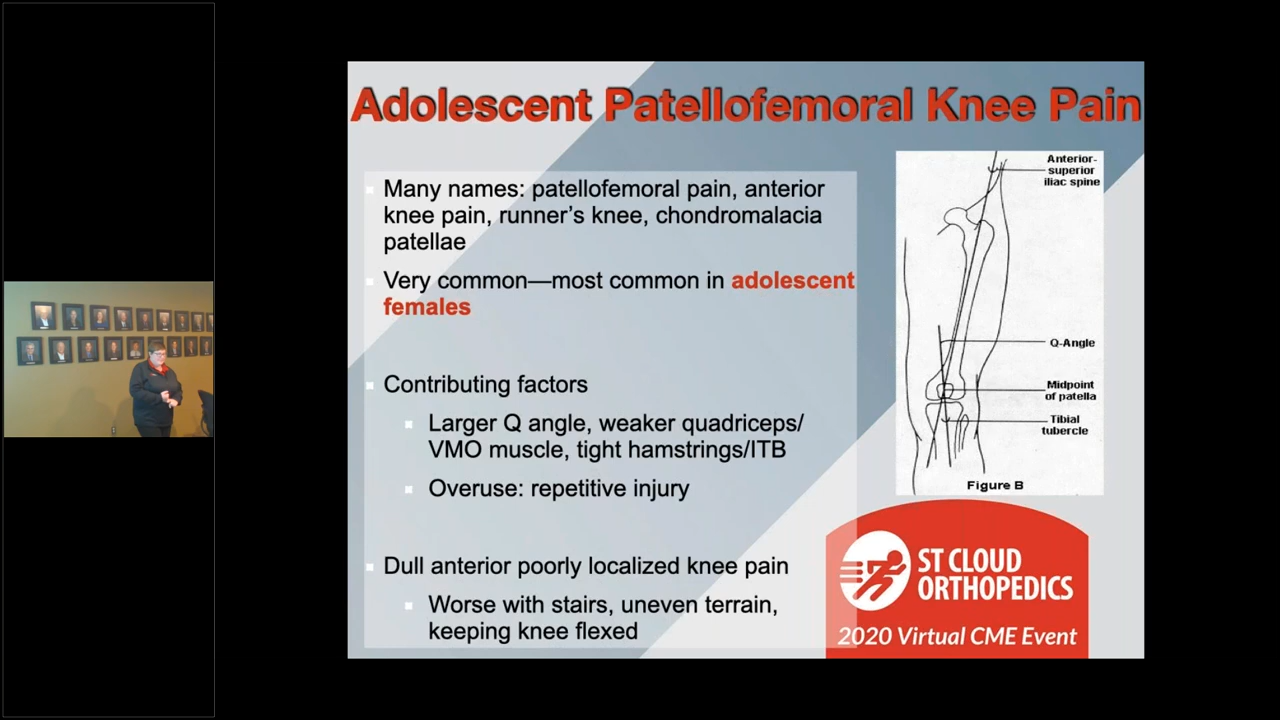 Adolescent Patellofemoral Knee Pain
Many names: patellofemoral pain, anterior
knee pain, runner's knee, chondromalacia
patellae
Very common—most common in adolescent
females
Contributing factors
Larger Q angle, weaker quadriceps/
VMO muscle, tight hamstrings/ITB
Overuse: repetitive injury
Dull anterior poorly localized knee pain
Worse with stairs, uneven terrain,
keeping knee flexed
Anterior-
superior
iliac spine
Q-Angle
Midpoint
of patella
Tibial
tubercle
Figure B
ST CLOUD
ORTHOPEDICS
2020 Virtual CME Event